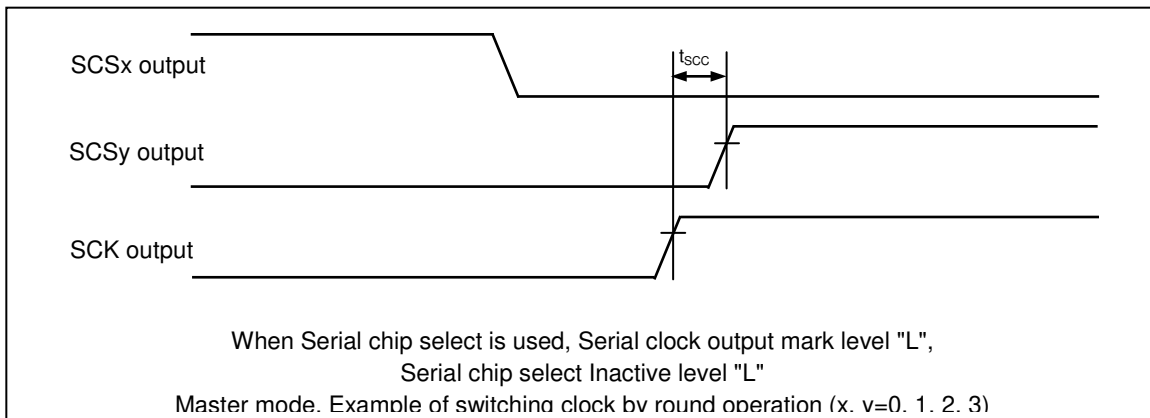 t_SCC
SCSx output
SCSy output
SCK output
When Serial chip select is used, Serial clock output mark level "L",
Serial chip select Inactive level "L"
Master mode, Example of switching clock by round operation (x, y=0, 1, 2, 3)